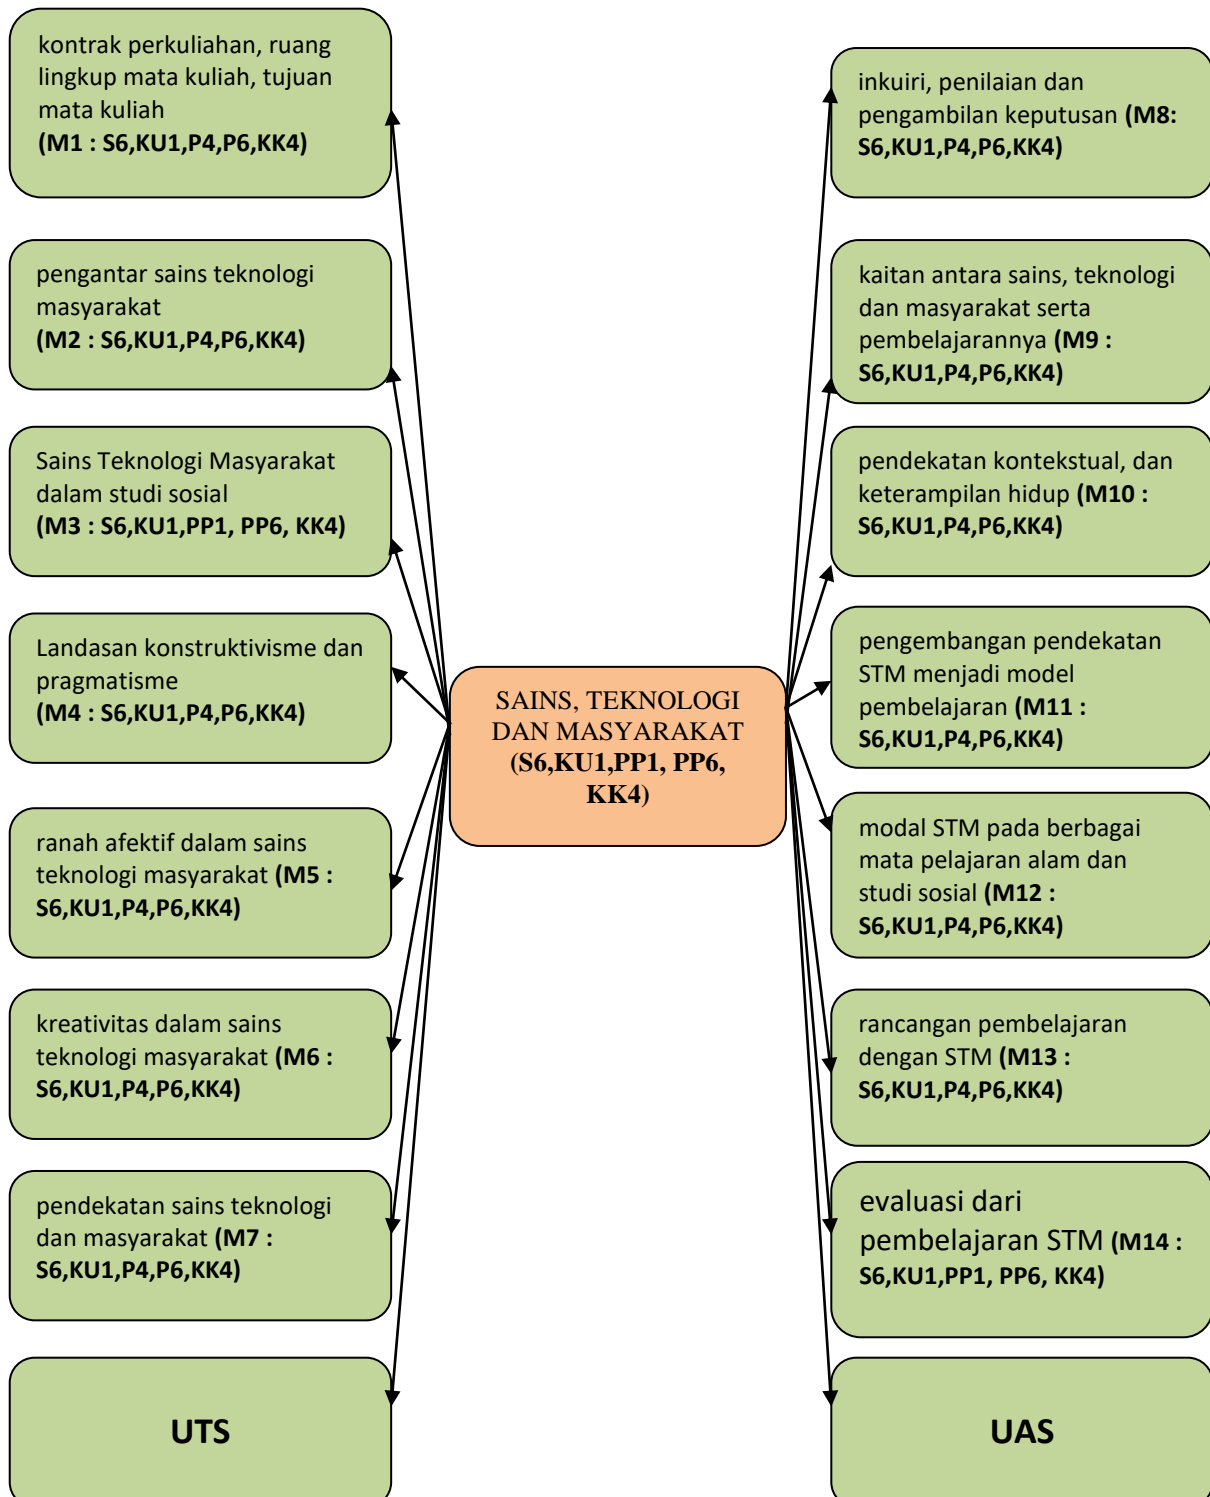 kontrak perkuliahan, ruang
lingkup mata kuliah, tujuan
mata kuliah
(M1 : S6,KU1,P4,P6,KK4)
pengantar sains teknologi
masyarakat
(M2 : S6,KU1,P4,P6,KK4)
Sains Teknologi Masyarakat
dalam studi sosial
(M3 : S6,KU1,PP1, PP6, KK4)
Landasan konstruktivisme dan
pragmatisme
(M4 : S6,KU1,P4,P6,KK4)
ranah afektif dalam sains
teknologi masyarakat (M5 :
S6,KU1,P4,P6,KK4)
kreativitas dalam sains
teknologi masyarakat (M6 :
S6,KU1,P4,P6,KK4)
pendekatan sains teknologi
dan masyarakat (M7 :
S6,KU1,P4,P6,KK4)
UTS
SAINS, TEKNOLOGI
DAN MASYARAKAT
(S6,KU1,PP1, PP6,
KK4)
inkuiri, penilaian dan
pengambilan keputusan (M8:
S6,KU1,P4,P6,KK4)
kaitan antara sains, teknologi
dan masyarakat serta
pembelajarannya (M9 :
S6,KU1,P4,P6,KK4)
pendekatan kontekstual, dan
keterampilan hidup (M10 :
S6,KU1,P4,P6,KK4)
pengembangan pendekatan
STM menjadi model
pembelajaran (M11 :
S6,KU1,P4,P6,KK4)
modal STM pada berbagai
mata pelajaran alam dan
studi sosial (M12 :
S6,KU1,P4,P6,KK4)
rancangan pembelajaran
dengan STM (M13 :
S6,KU1,P4,P6,KK4)
evaluasi dari
pembelajaran STM (M14 :
S6,KU1,PP1, PP6, KK4)
UAS